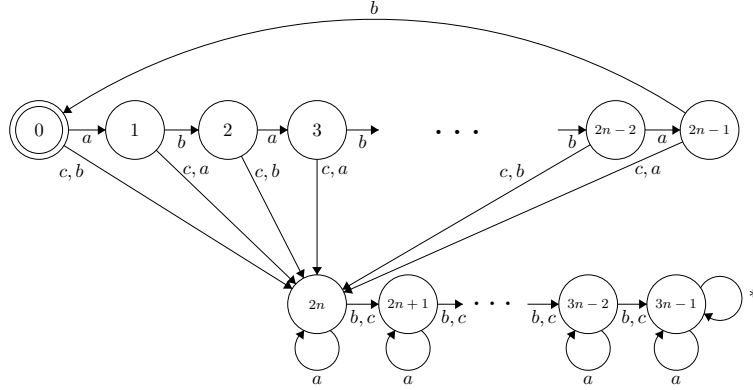 b
0 1 2 3 · · · 2n − 2 2n − 1
a b a b b a
c, b c, a c, b c, a c, b c, a
2n 2n + 1 · · · 3n − 2 3n − 1 *
b, c b, c b, c b, c
a a a a